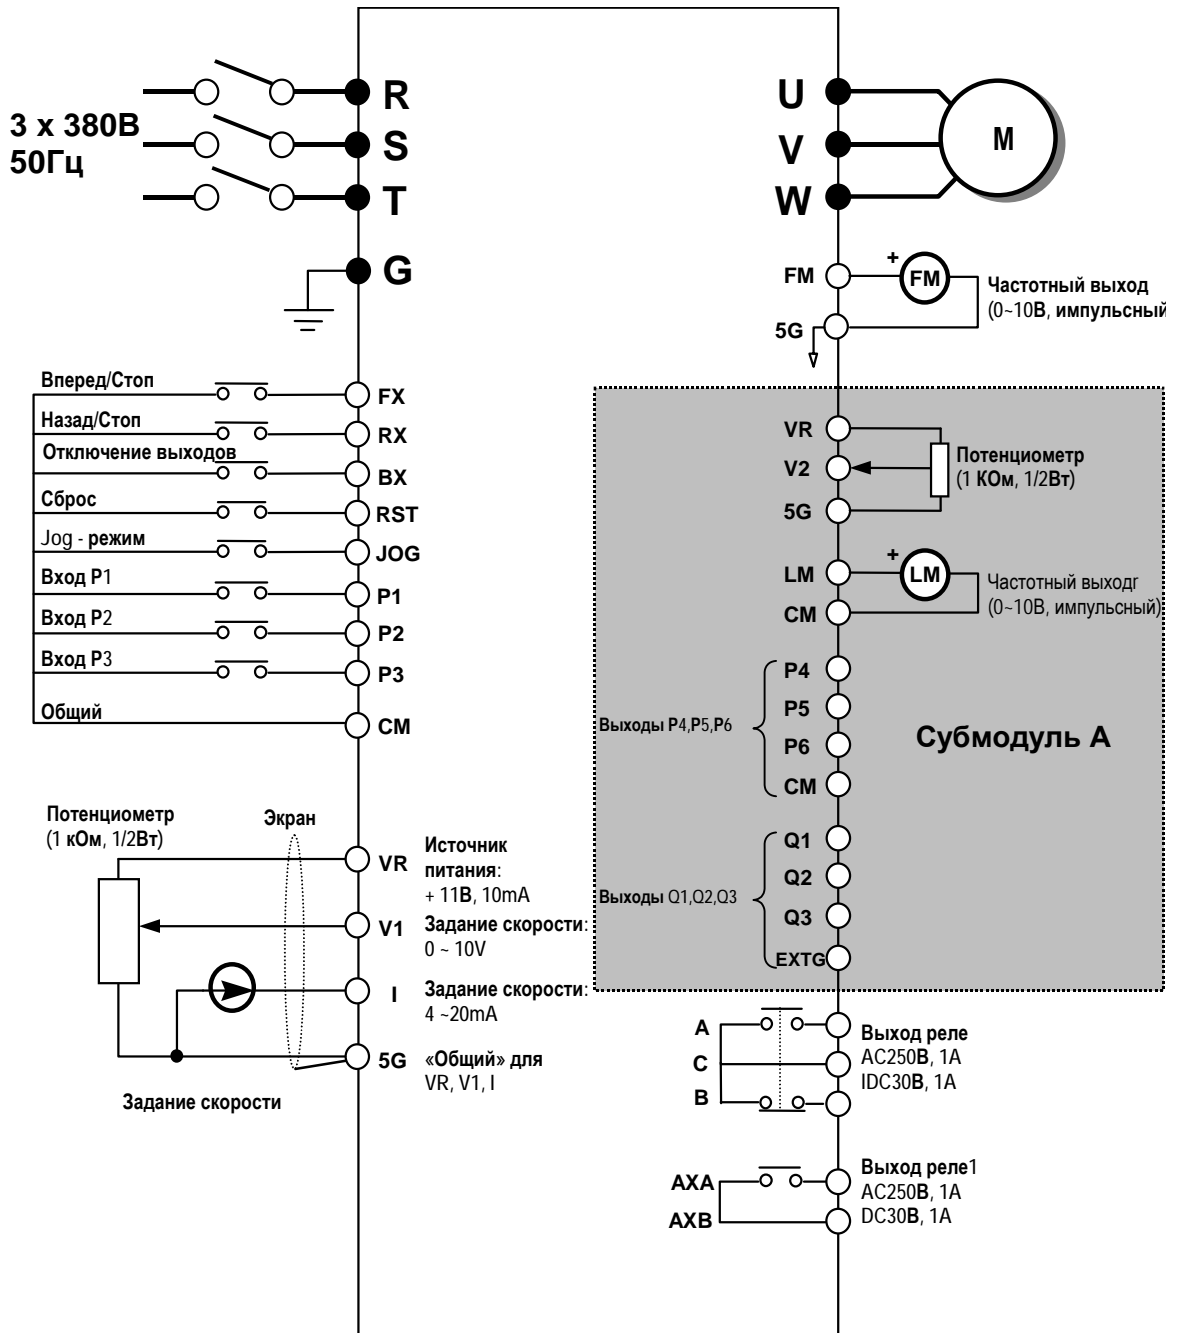 3 x 380В
50Гц
R
S
T
G
U
V
W
M
FM
+
FM
5G
Частотный выход
(0~10В, импульсный
Вперед/Стоп
FX
Назад/Стоп
RX
Отключение выходов
BX
Сброс
RST
Jog - режим
JOG
Вход P1
P1
Вход P2
P2
Вход P3
P3
Общий
CM
VR
V2
5G
Потенциометр
(1 КОм, 1/2Вт)
LM
+
LM
CM
Частотный выходг
(0~10В, импульсный)
P4
P5
P6
CM
Выходы P4,P5,P6
Субмодуль А
Q1
Q2
Q3
EXTG
Выходы Q1,Q2,Q3
Потенциометр
(1 кОм, 1/2Вт)
Экран
VR
Источник
питания:
+ 11В, 10mA
V1
Задание скорости:
0 ~ 10V
I
Задание скорости:
4 ~20mA
5G
«Общий» для
VR, V1, I
Задание скорости
A
C
B
Выход реле
AC250В, 1A
IDC30В, 1A
AXA
AXB
Выход реле1
AC250В, 1A
DC30В, 1A